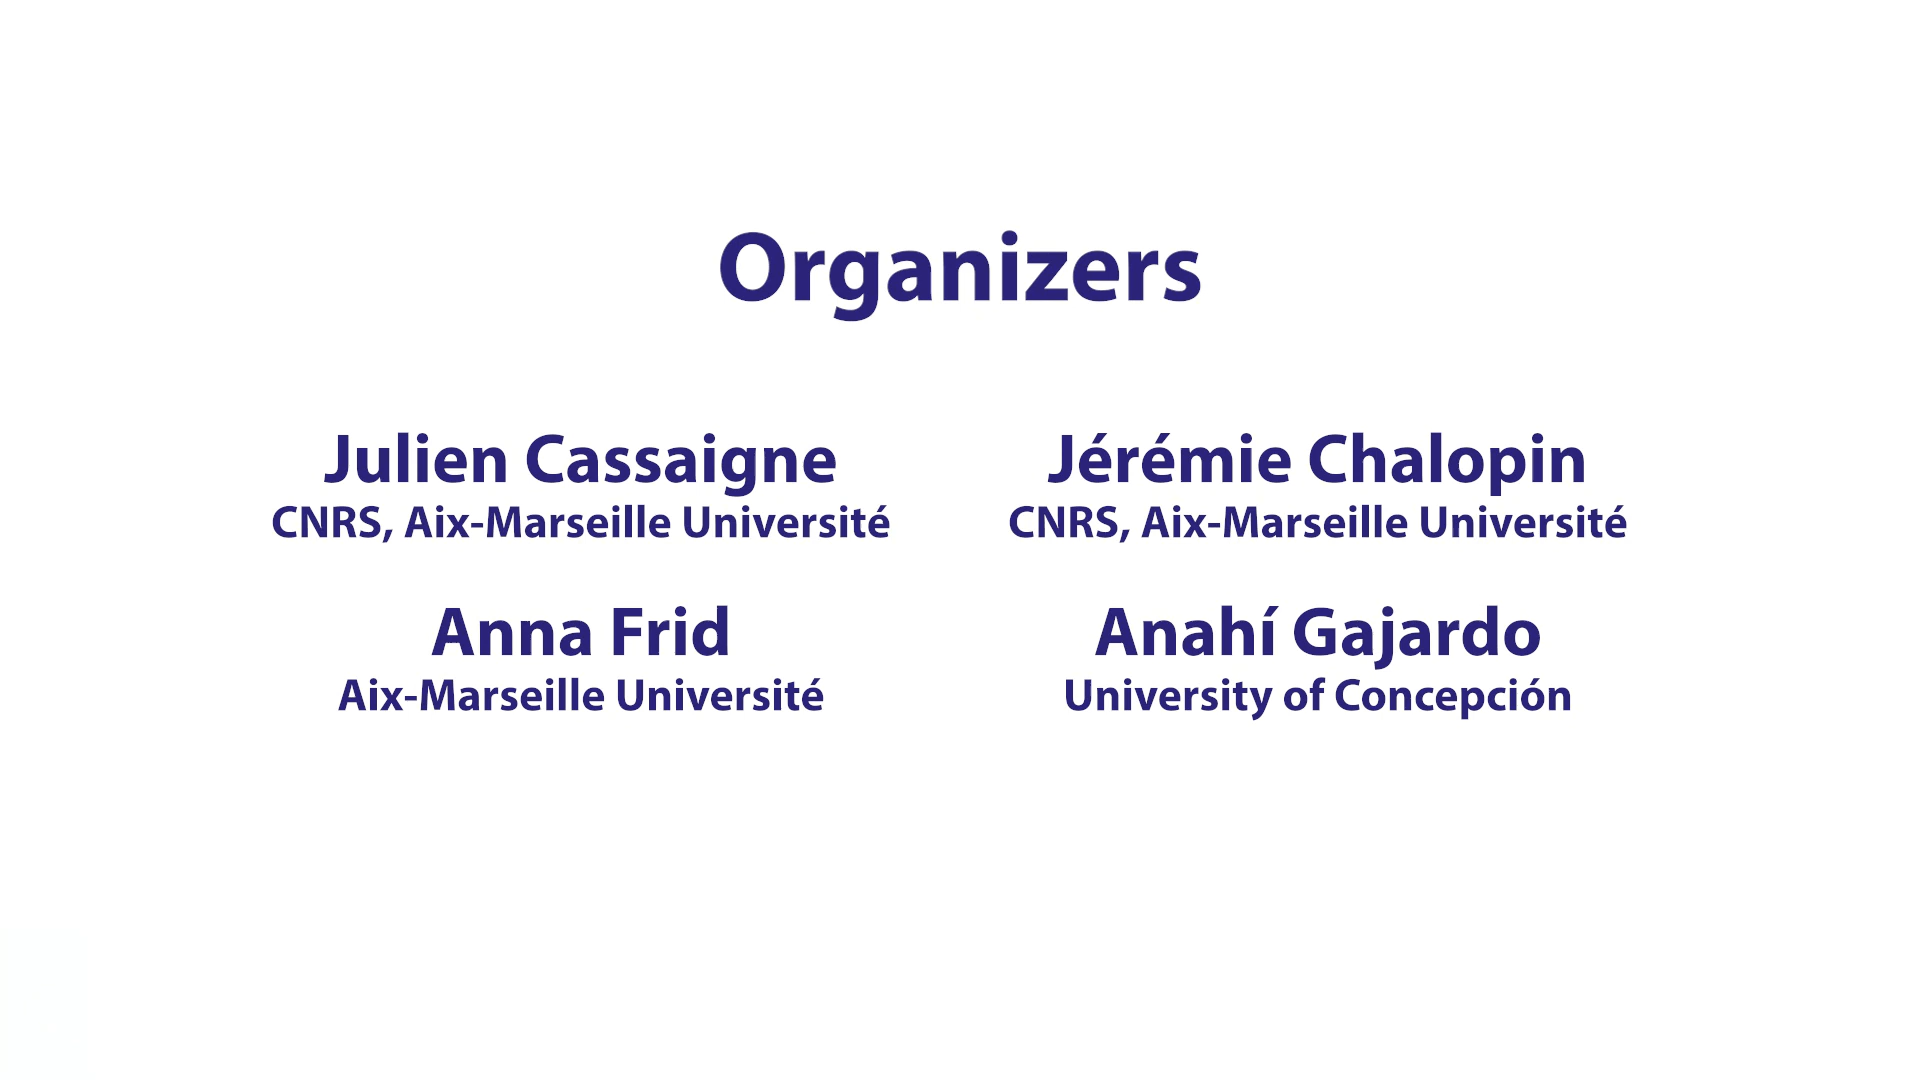 Organizers
Julien Cassaigne
CNRS, Aix-Marseille Université
Jérémie Chalopin
CNRS, Aix-Marseille Université
Anna Frid
Aix-Marseille Université
Anahí Gajardo
University of Concepción